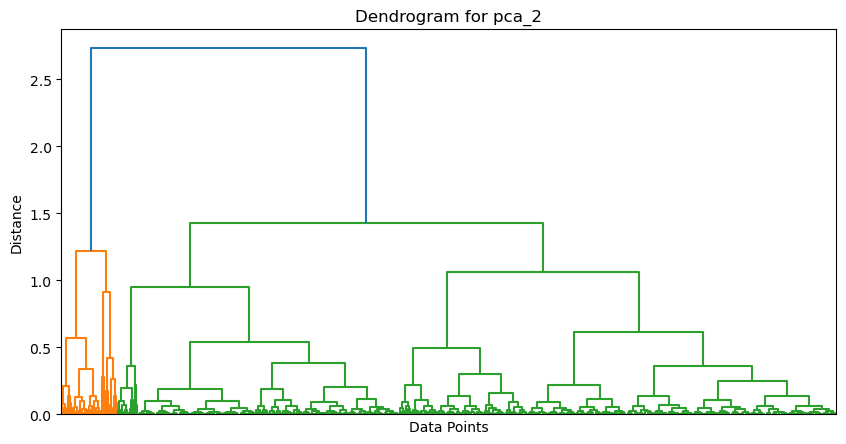 Dendrogram for pca_2
Distance
2.5
2.0
1.5
1.0
0.5
0.0
Data Points